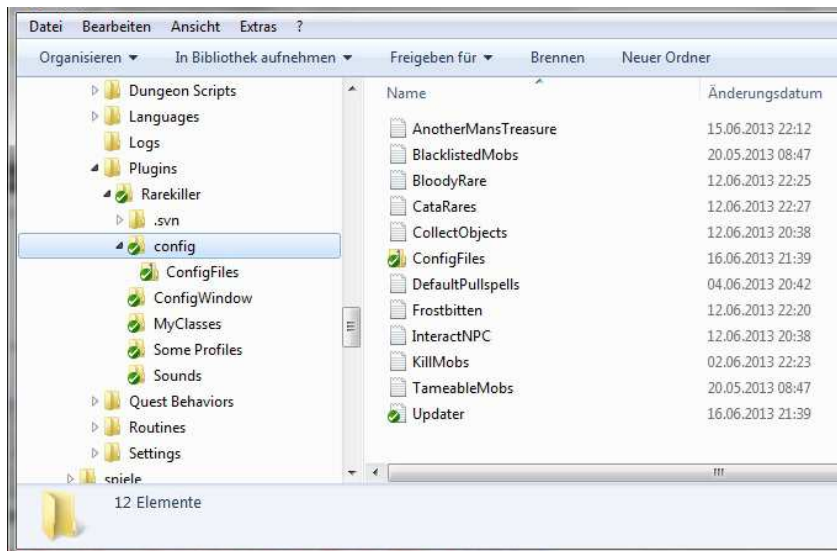 Datei Bearbeiten Ansicht Extras ?
Organisieren In Bibliothek aufnehmen Freigeben für Brennen Neuer Ordner
Dungeon Scripts
Languages
Logs
Plugins
Rarekiller
.svn
config
ConfigFiles
ConfigWindow
MyClasses
Some Profiles
Sounds
Quest Behaviors
Routines
Settings
spiele
Name Änderungsdatum
AnotherMansTreasure 15.06.2013 22:12
BlacklistedMobs 20.05.2013 08:47
BloodyRare 12.06.2013 22:25
CataRares 12.06.2013 22:27
CollectObjects 12.06.2013 20:38
ConfigFiles 16.06.2013 21:39
DefaultPullspells 04.06.2013 20:42
Frostbitten 12.06.2013 22:20
InteractNPC 12.06.2013 20:38
KillMobs 02.06.2013 22:23
TameableMobs 20.05.2013 08:47
Updater 16.06.2013 21:39
12 Elemente